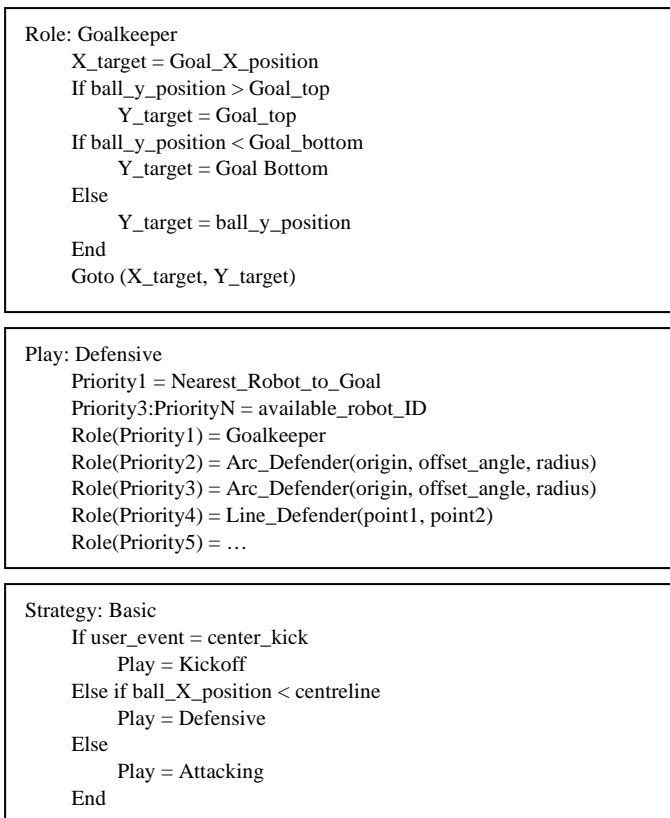 Role: Goalkeeper
X_target = Goal_X_position
If ball_y_position > Goal_top
Y_target = Goal_top
If ball_y_position < Goal_bottom
Y_target = Goal Bottom
Else
Y_target = ball_y_position
End
Goto (X_target, Y_target)
Play: Defensive
Priority1 = Nearest_Robot_to_Goal
Priority3:PriorityN = available_robot_ID
Role(Priority1) = Goalkeeper
Role(Priority2) = Arc_Defender(origin, offset_angle, radius)
Role(Priority3) = Arc_Defender(origin, offset_angle, radius)
Role(Priority4) = Line_Defender(point1, point2)
Role(Priority5) = …
Strategy: Basic
If user_event = center_kick
Play = Kickoff
Else if ball_X_position < centreline
Play = Defensive
Else
Play = Attacking
End